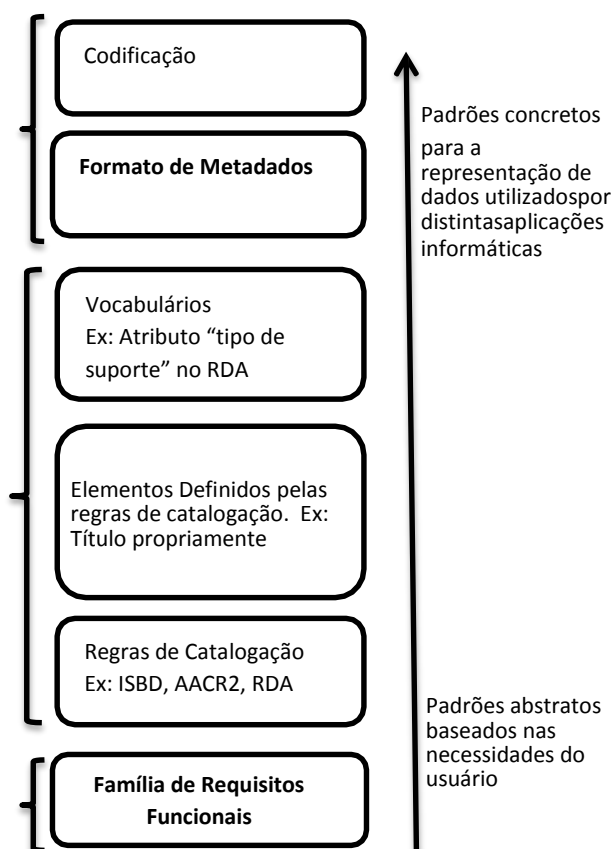 Codificação
Formato de Metadados
Padrões concretos
para a
representação de
dados utilizadospor
distintasaplicações
informáticas
Vocabulários
Ex: Atributo “tipo de
suporte” no RDA
Elementos Definidos pelas
regras de catalogação. Ex:
Título propriamente
Regras de Catalogação
Ex: ISBD, AACR2, RDA
Padrões abstratos
baseados nas
necessidades do
usuário
Família de Requisitos
Funcionais